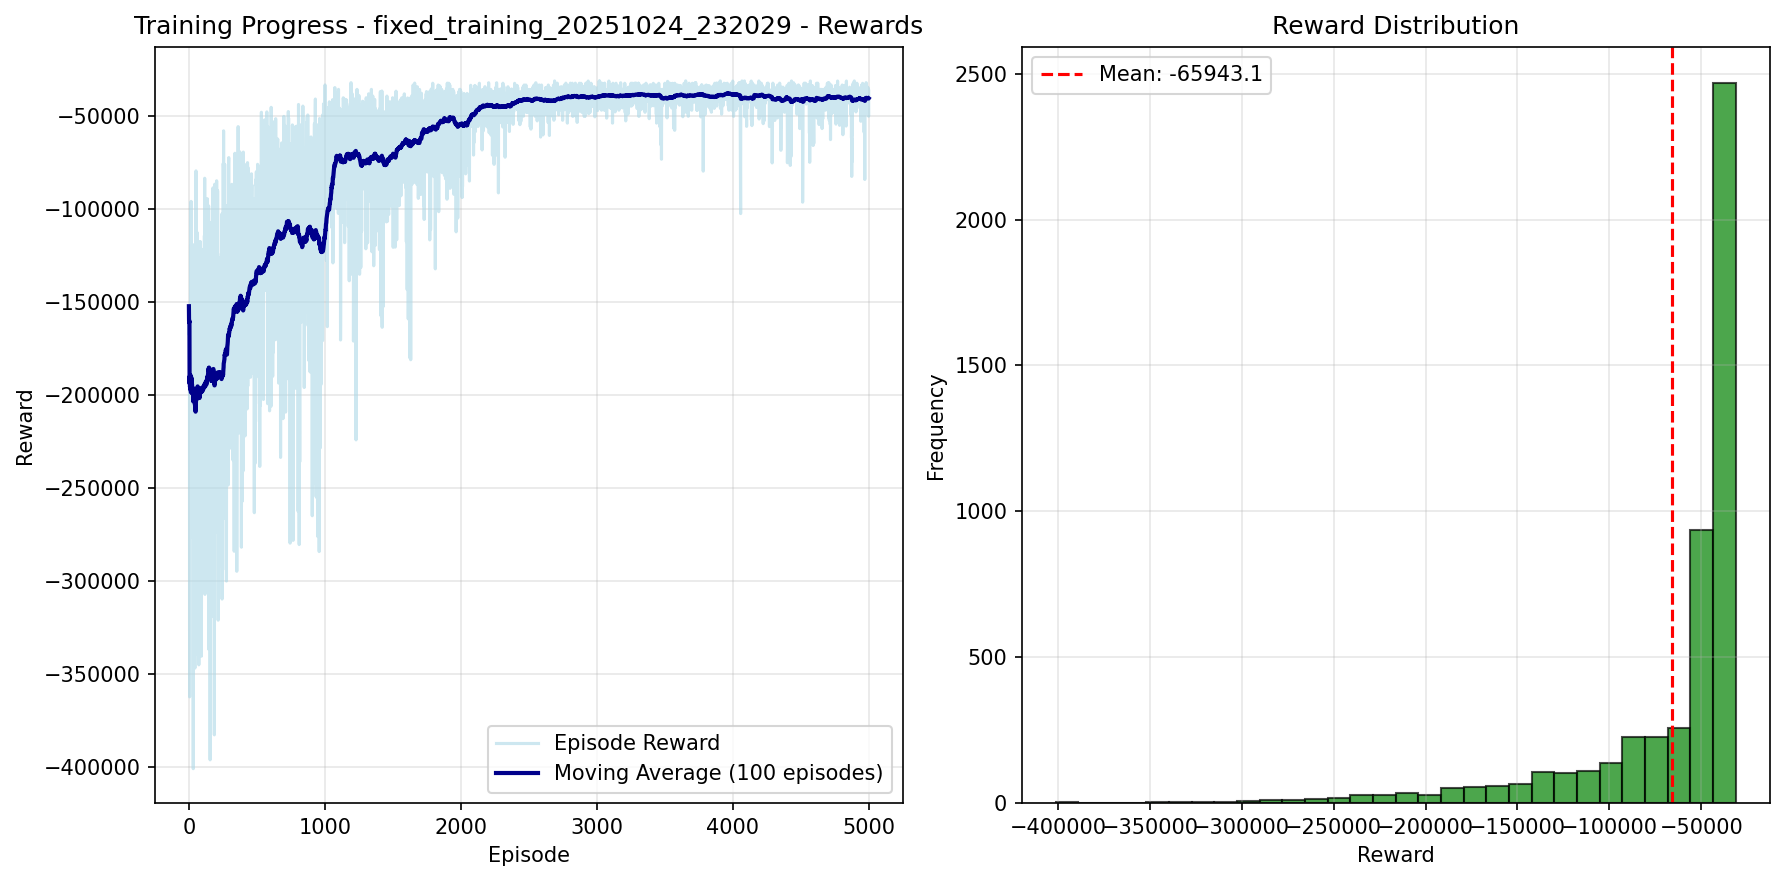 Training Progress - fixed_training_20251024_232029 - Rewards
Reward
−50000
−100000
−150000
−200000
−250000
−300000
−350000
−400000
Episode Reward
Moving Average (100 episodes)
0 1000 2000 3000 4000 5000
Episode
Reward Distribution
Mean: -65943.1
Frequency
2500
2000
1500
1000
500
0
−400000 −350000 −300000 −250000 −200000 −150000 −100000 −50000
Reward